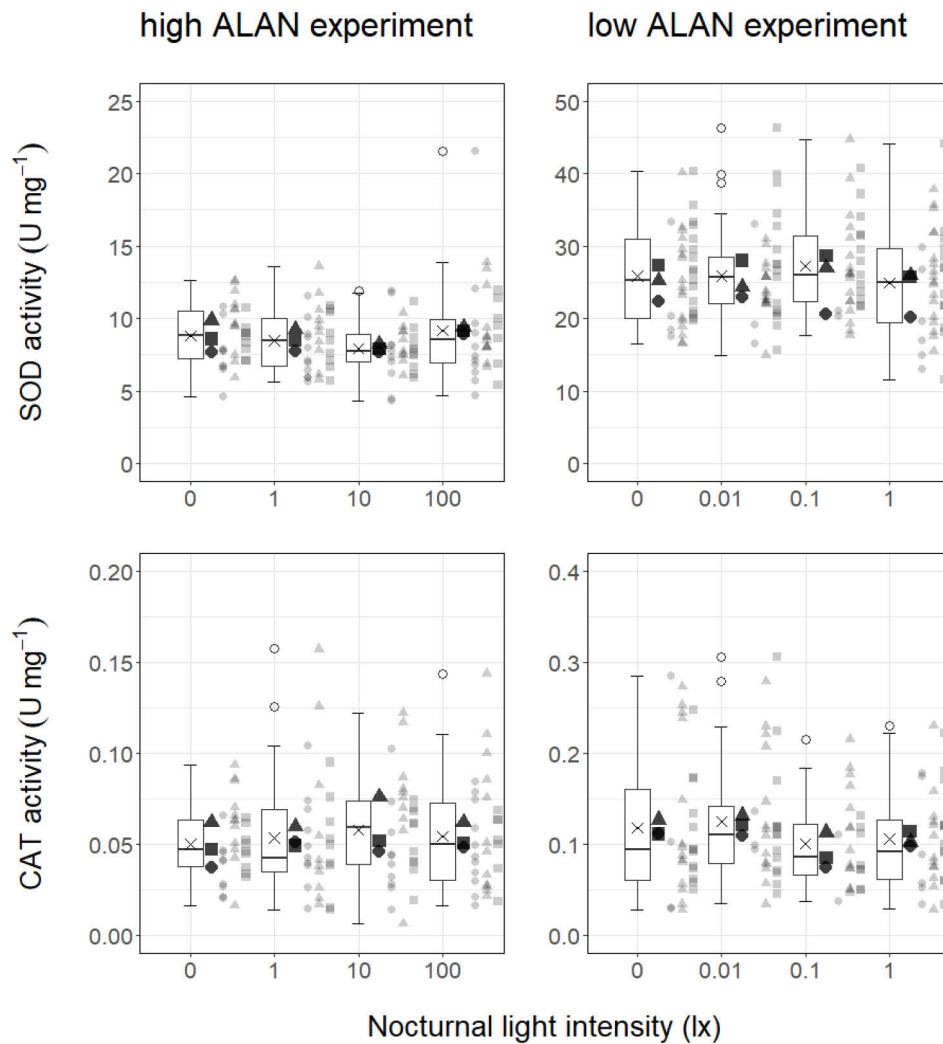 high ALAN experiment
low ALAN experiment
SOD activity (U mg⁻¹)
25
20
15
10
5
0
0 1 10 100
50
40
30
20
10
0
0 0.01 0.1 1
CAT activity (U mg⁻¹)
0.20
0.15
0.10
0.05
0.00
0 1 10 100
0.4
0.3
0.2
0.1
0.0
0 0.01 0.1 1
Nocturnal light intensity (lx)